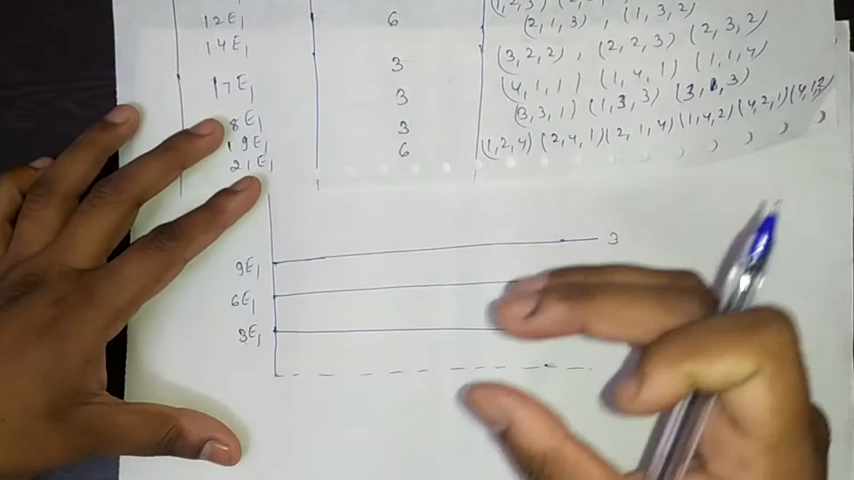 12E₁ 6 (2,1,3), (1,3,2)
14E₁ 3 (3,2,2), (2,2,3) (2,3,2)
17E₁ 3 (4,1,1) (1,4,1) (1,1,4)
8E₁ 3 (3,3,1) (1,3,3)
19E₁
21E₁ 6 (1,2,4) (2,4,1) (2,1,4) (1,4,2) (4,2,1)
9E₁ 3
6E₁
3E₁